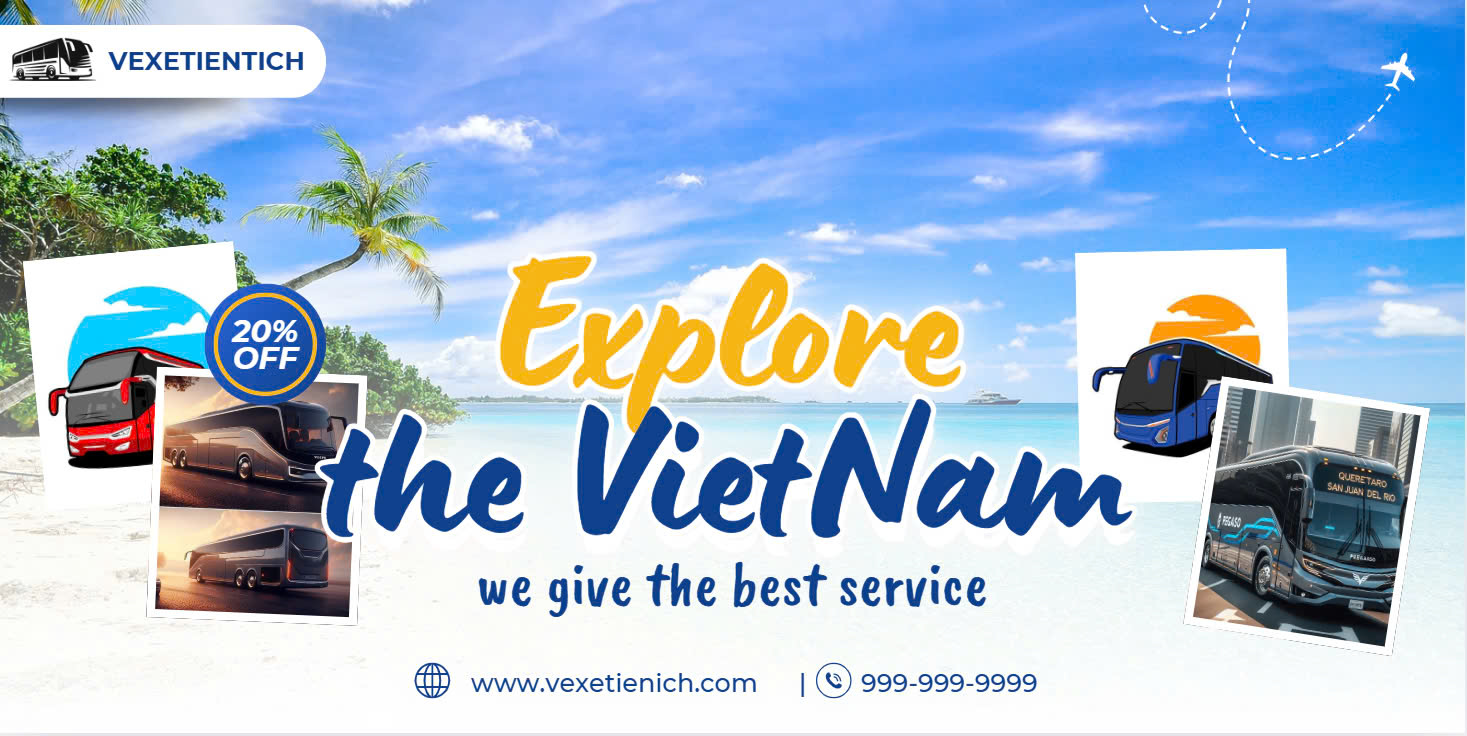 VEXETIENTICH
20%
OFF
Explore
the VietNam
we give the best service
QUERETARO
SAN JUAN DEL RIO
PEGASO
www.vexetienich.com | 999-999-9999